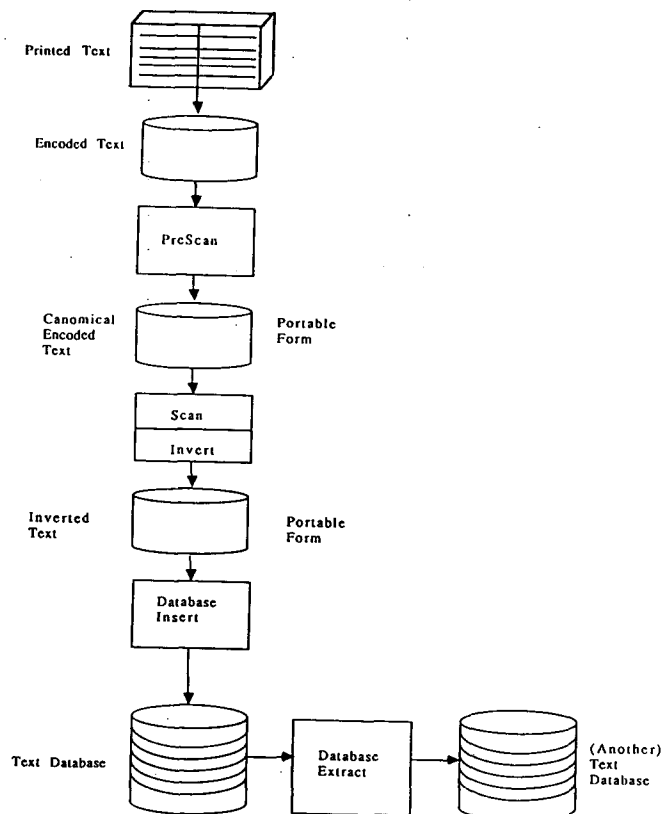 Printed Text
Encoded Text
PreScan
Canomical
Encoded
Text
Portable
Form
Scan
Invert
Inverted
Text
Portable
Form
Database
Insert
Text Database
Database
Extract
(Another)
Text
Database